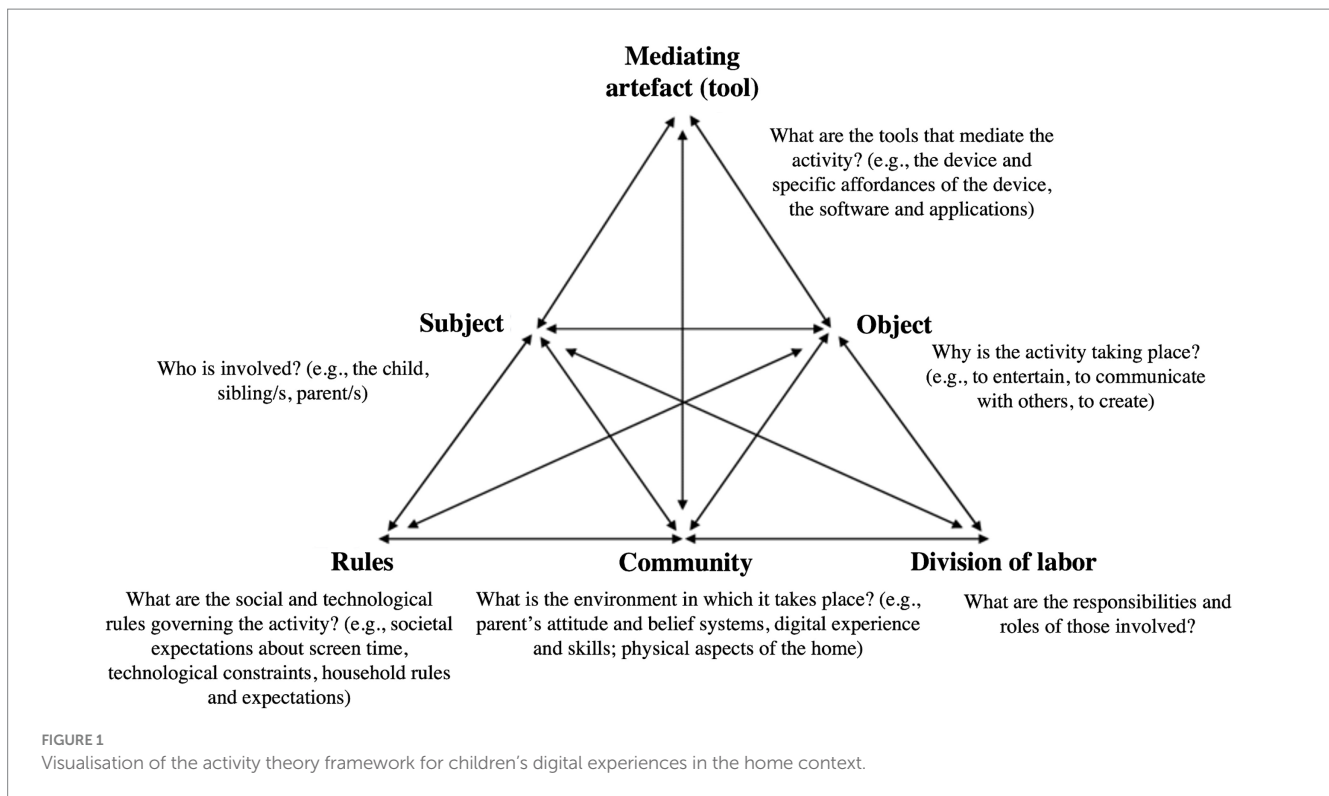 Mediating
artefact (tool)
What are the tools that mediate the
activity? (e.g., the device and
specific affordances of the device,
the software and applications)
Subject
Who is involved? (e.g., the child,
sibling/s, parent/s)
Object
Why is the activity taking place?
(e.g., to entertain, to communicate
with others, to create)
Rules
What are the social and technological
rules governing the activity? (e.g., societal
expectations about screen time,
technological constraints, household rules
and expectations)
Community
What is the environment in which it takes place? (e.g.,
parent's attitude and belief systems, digital experience
and skills; physical aspects of the home)
Division of labor
What are the responsibilities and
roles of those involved?
FIGURE 1
Visualisation of the activity theory framework for children's digital experiences in the home context.